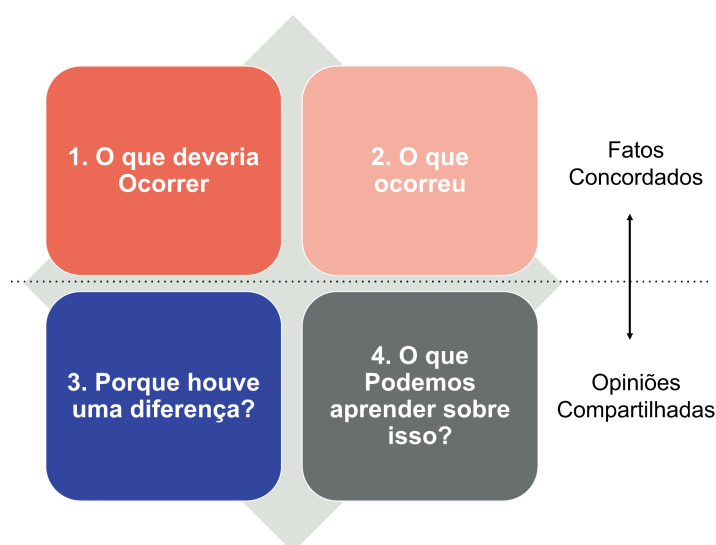 1. O que deveria
Ocorrer
2. O que
ocorreu
Fatos
Concordados
3. Porque houve
uma diferença?
4. O que
Podemos
aprender sobre
isso?
Opiniões
Compartilhadas